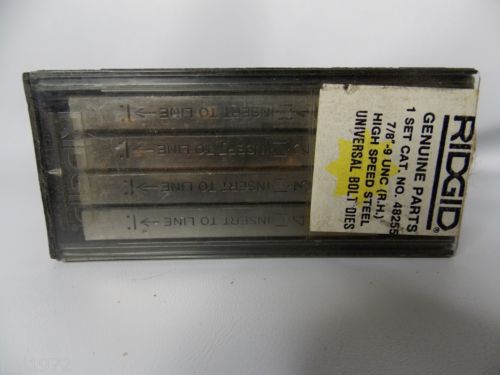 RIDGID®
GENUINE PARTS
1 SET CAT. NO. 48255
7/8"-9 UNC (R.H.)
HIGH SPEED STEEL
UNIVERSAL BOLT DIES
INSERT TO LINE
INSERT TO LINE
INSERT TO LINE
INSERT TO LINE
1972